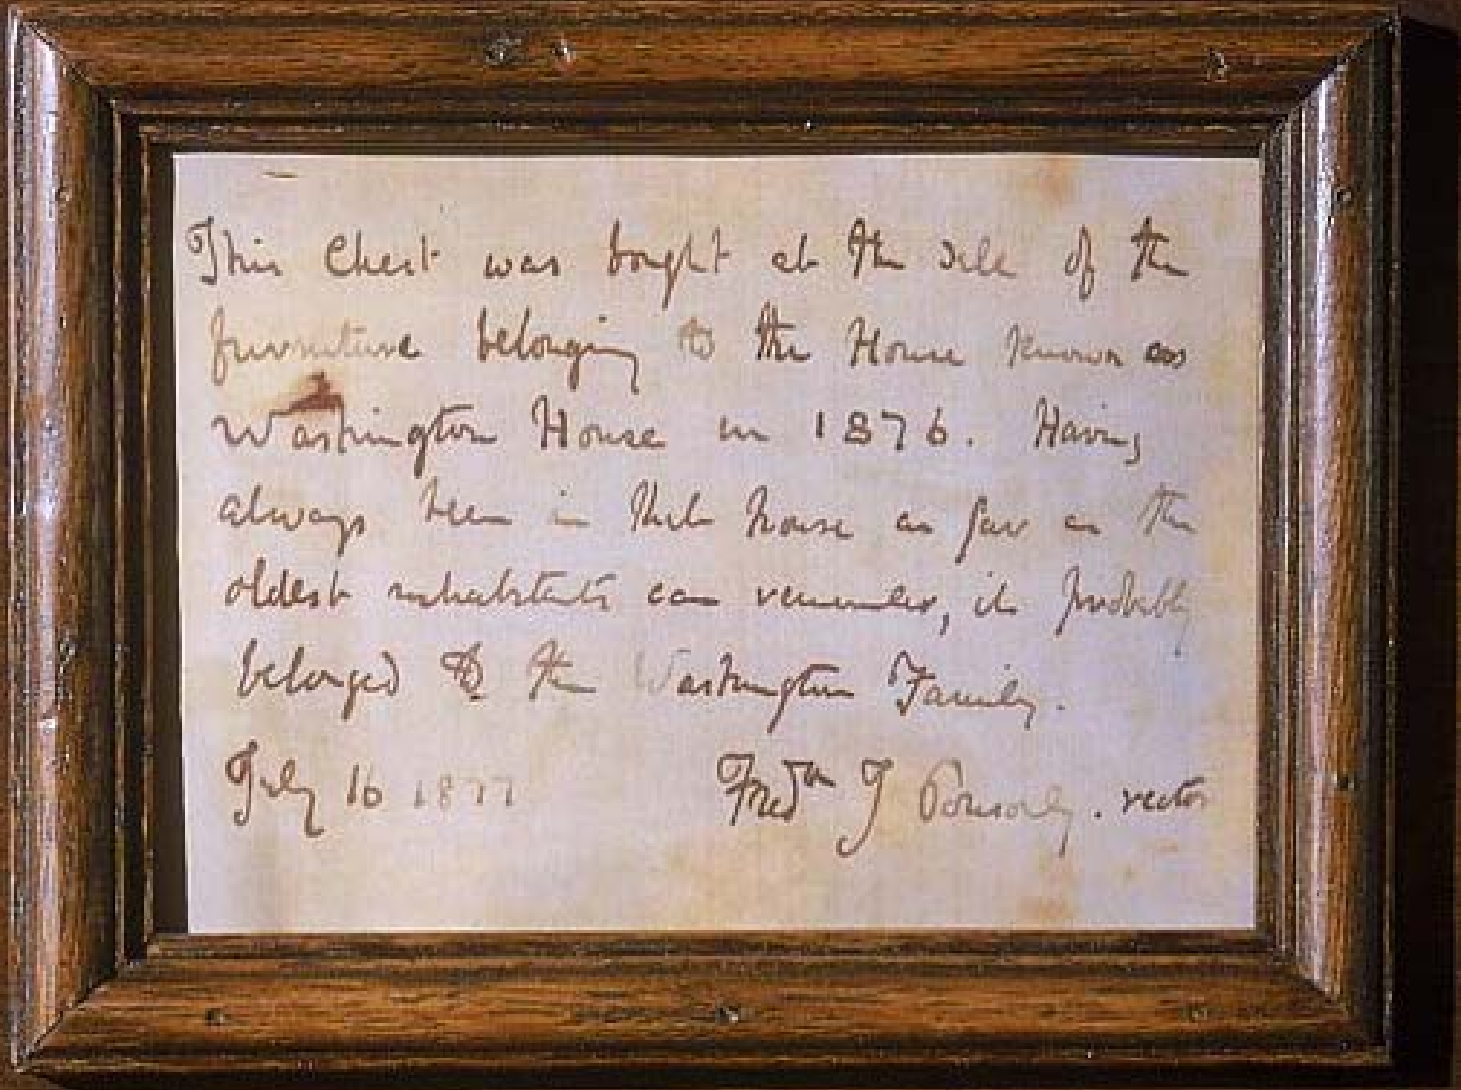 This Chest was bought at the sale of the
furniture belonging to the House known as
Washington House in 1876. Having
always been in that house as far as the
oldest inhabitants can remember, it probably
belonged to the Washington Family.
July 16 1877 Fred^k J Ponsonby. rector